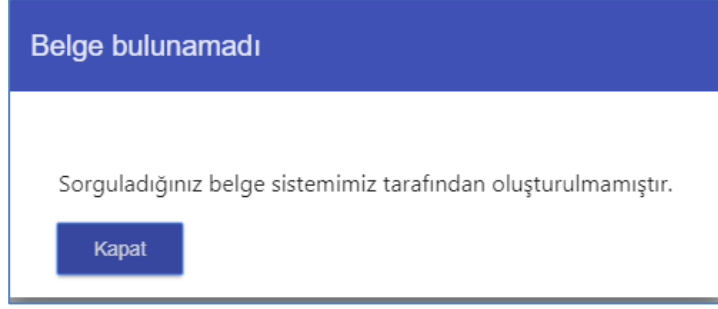 Belge bulunamadı
Sorguladığınız belge sistemimiz tarafından oluşturulmamıştır.
Kapat